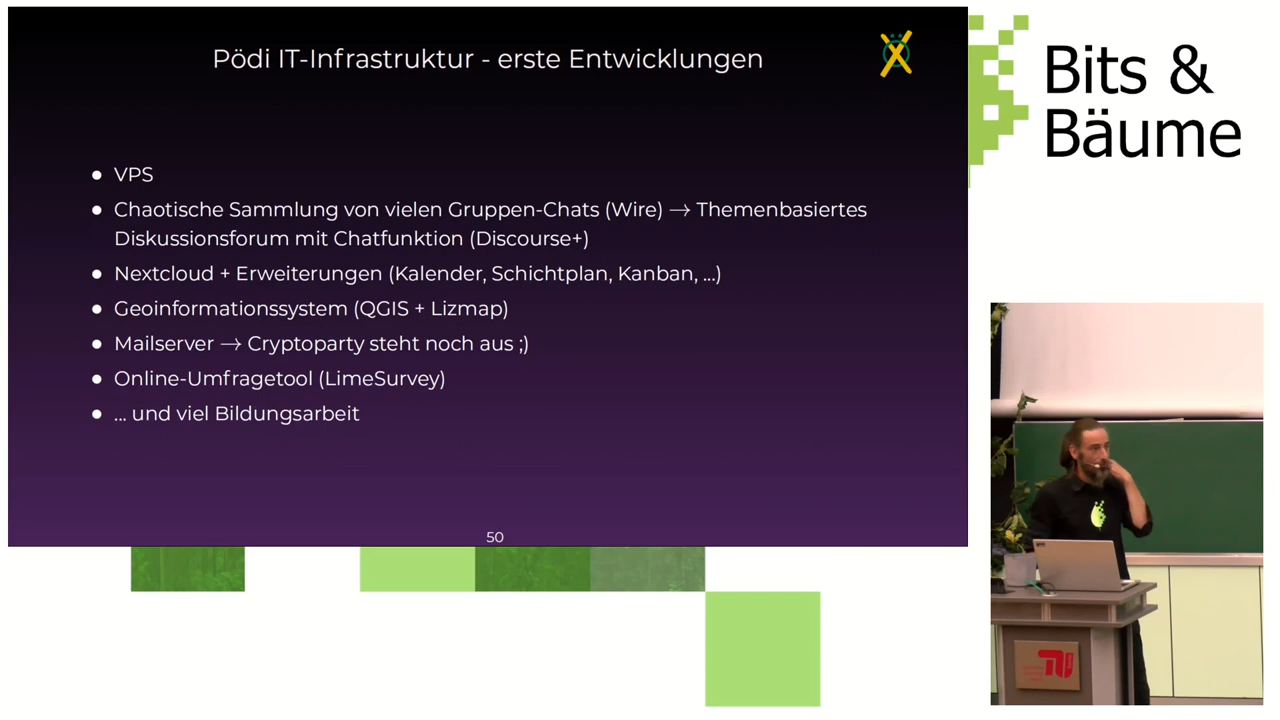 Pödi IT-Infrastruktur - erste Entwicklungen
Bits &
Bäume
● VPS
● Chaotische Sammlung von vielen Gruppen-Chats (Wire) → Themenbasiertes
Diskussionsforum mit Chatfunktion (Discourse+)
● Nextcloud + Erweiterungen (Kalender, Schichtplan, Kanban, ...)
● Geoinformationssystem (QGIS + Lizmap)
● Mailserver → Cryptoparty steht noch aus ;)
● Online-Umfragetool (LimeSurvey)
● ... und viel Bildungsarbeit
50